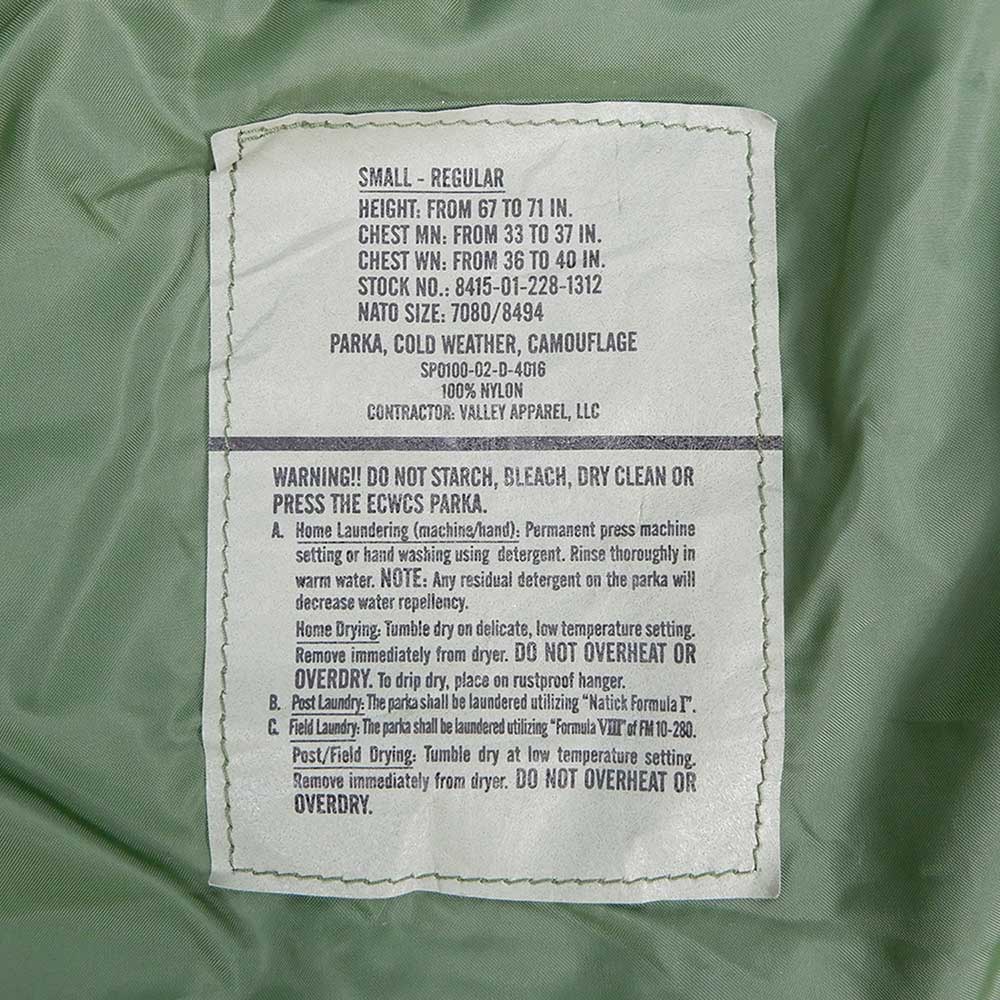 SMALL - REGULAR
HEIGHT: FROM 67 TO 71 IN.
CHEST MN: FROM 33 TO 37 IN.
CHEST WN: FROM 36 TO 40 IN.
STOCK NO.: 8415-01-228-1312
NATO SIZE: 7080/8494
PARKA, COLD WEATHER, CAMOUFLAGE
SP0100-02-D-4016
100% NYLON
CONTRACTOR: VALLEY APPAREL, LLC
WARNING!! DO NOT STARCH, BLEACH, DRY CLEAN OR
PRESS THE ECWCS PARKA.
A. Home Laundering (machine/hand): Permanent press machine
setting or hand washing using detergent. Rinse thoroughly in
warm water. NOTE: Any residual detergent on the parka will
decrease water repellency.
Home Drying: Tumble dry on delicate, low temperature setting.
Remove immediately from dryer. DO NOT OVERHEAT OR
OVERDRY. To drip dry, place on rustproof hanger.
B. Post Laundry: The parka shall be laundered utilizing "Natick Formula I".
C. Field Laundry: The parka shall be laundered utilizing "Formula VIII" of FM 10-280.
Post/Field Drying: Tumble dry at low temperature setting.
Remove immediately from dryer. DO NOT OVERHEAT OR
OVERDRY.